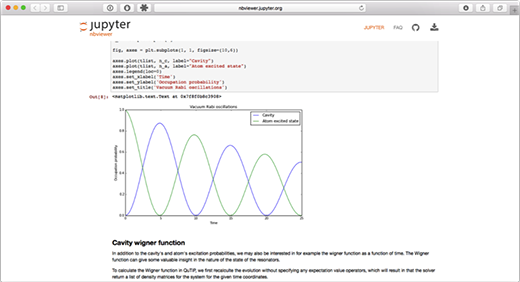 nbviewer.jupyter.org
jupyter
nbviewer
JUPYTER FAQ
fig, axes = plt.subplots(1, 1, figsize=(10,6))
axes.plot(tlist, n_c, label="Cavity")
axes.plot(tlist, n_a, label="Atom excited state")
axes.legend(loc=0)
axes.set_xlabel('Time')
axes.set_ylabel('Occupation probability')
axes.set_title('Vacuum Rabi oscillations')
Vacuum Rabi oscillations
Cavity
Atom excited state
1.0
0.8
0.6
0.4
0.2
0.0
Occupation probability
0 5 10 15 20 25
Time
Cavity wigner function
In addition to the cavity's and atom's excitation probabilities, we may also be interested in for example the wigner function as a function of time. The Wigner
function can give some valuable insight in the nature of the state of the resonators.
To calculate the Wigner function in QuTiP, we first recalculte the evolution without specifying any expectation value operators, which will result in that the solver
return a list of density matrices for the system for the given time coordinates.